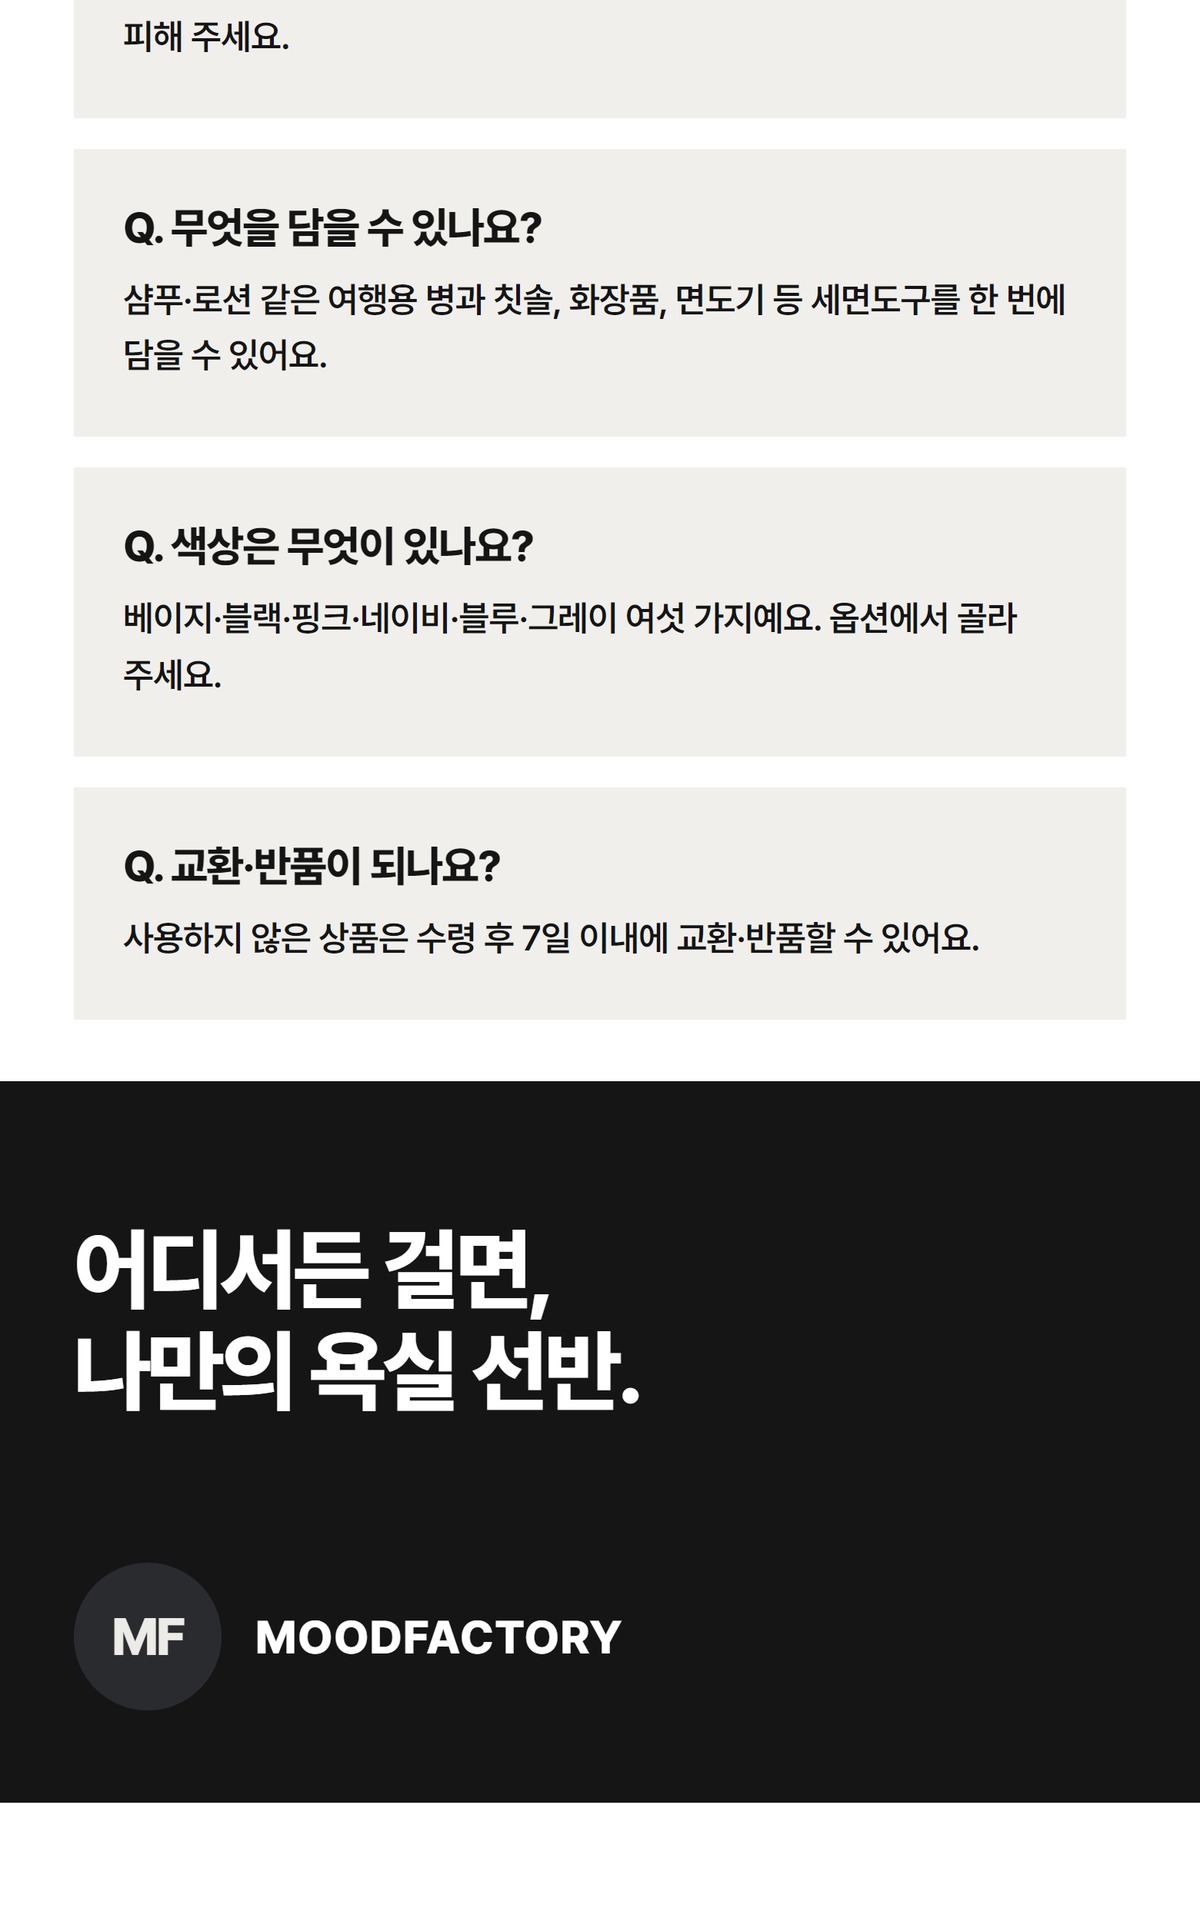 피해 주세요.
Q. 무엇을 담을 수 있나요?
샴푸·로션 같은 여행용 병과 칫솔, 화장품, 면도기 등 세면도구를 한 번에
담을 수 있어요.
Q. 색상은 무엇이 있나요?
베이지·블랙·핑크·네이비·블루·그레이 여섯 가지예요. 옵션에서 골라
주세요.
Q. 교환·반품이 되나요?
사용하지 않은 상품은 수령 후 7일 이내에 교환·반품할 수 있어요.
어디서든 걸면,
나만의 욕실 선반.
MF MOODFACTORY